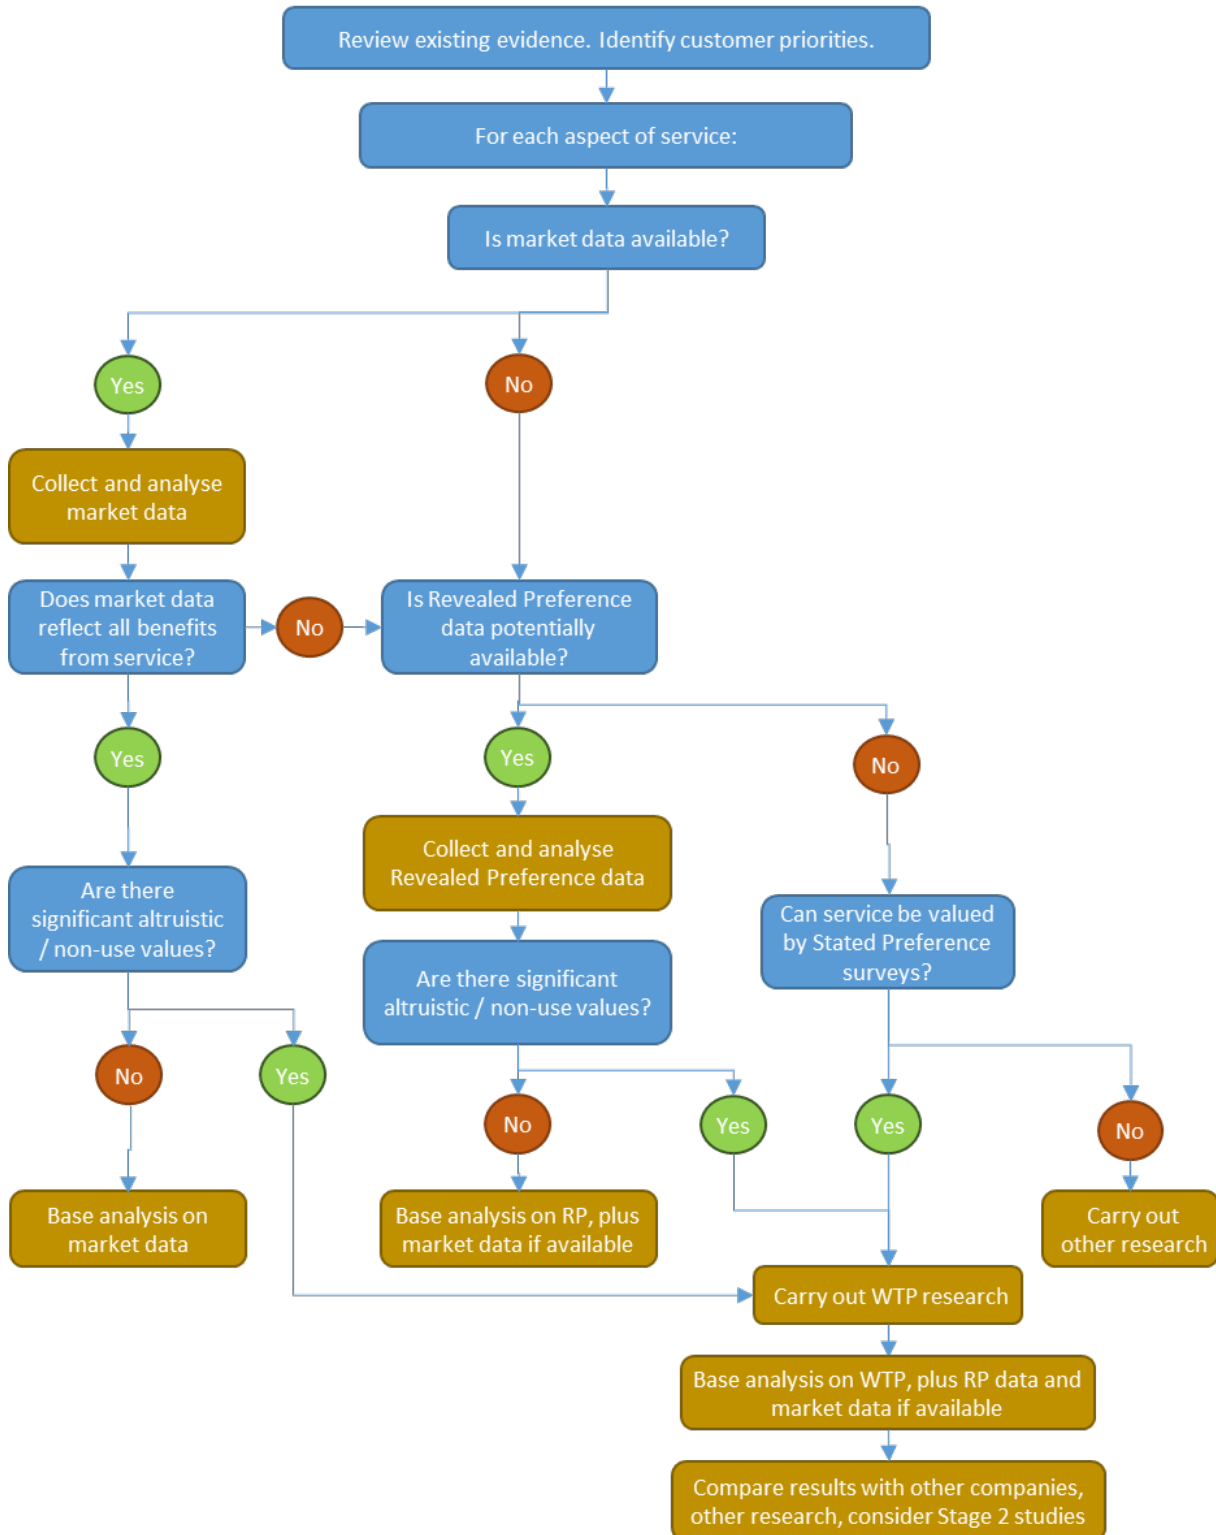 Review existing evidence. Identify customer priorities.
For each aspect of service:
Is market data available?
Yes
No
Collect and analyse
market data
Does market data
reflect all benefits
from service?
No
Is Revealed Preference
data potentially
available?
Yes
Yes
No
Collect and analyse
Revealed Preference data
Are there
significant altruistic
/ non-use values?
Can service be valued
by Stated Preference
surveys?
Are there significant
altruistic / non-use values?
No
Yes
No
Yes
Yes
No
Base analysis on
market data
Base analysis on RP, plus
market data if available
Carry out
other research
Carry out WTP research
Base analysis on WTP, plus RP data and
market data if available
Compare results with other companies,
other research, consider Stage 2 studies